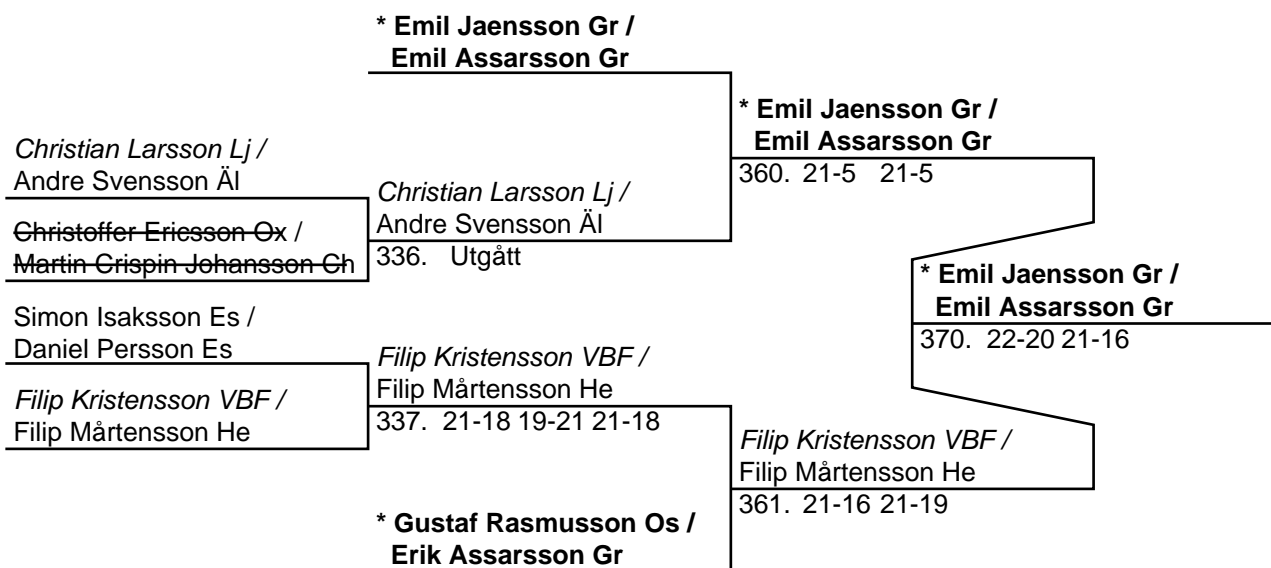 * Emil Jaensson Gr /
Emil Assarsson Gr
* Emil Jaensson Gr /
Emil Assarsson Gr
360. 21-5 21-5
Christian Larsson Lj /
Andre Svensson Äl
Christian Larsson Lj /
Andre Svensson Äl
336. Utgått
Christoffer Ericsson Ox /
Martin Crispin Johansson Ch
* Emil Jaensson Gr /
Emil Assarsson Gr
370. 22-20 21-16
Simon Isaksson Es /
Daniel Persson Es
Filip Kristensson VBF /
Filip Mårtensson He
337. 21-18 19-21 21-18
Filip Kristensson VBF /
Filip Mårtensson He
Filip Kristensson VBF /
Filip Mårtensson He
361. 21-16 21-19
* Gustaf Rasmusson Os /
Erik Assarsson Gr